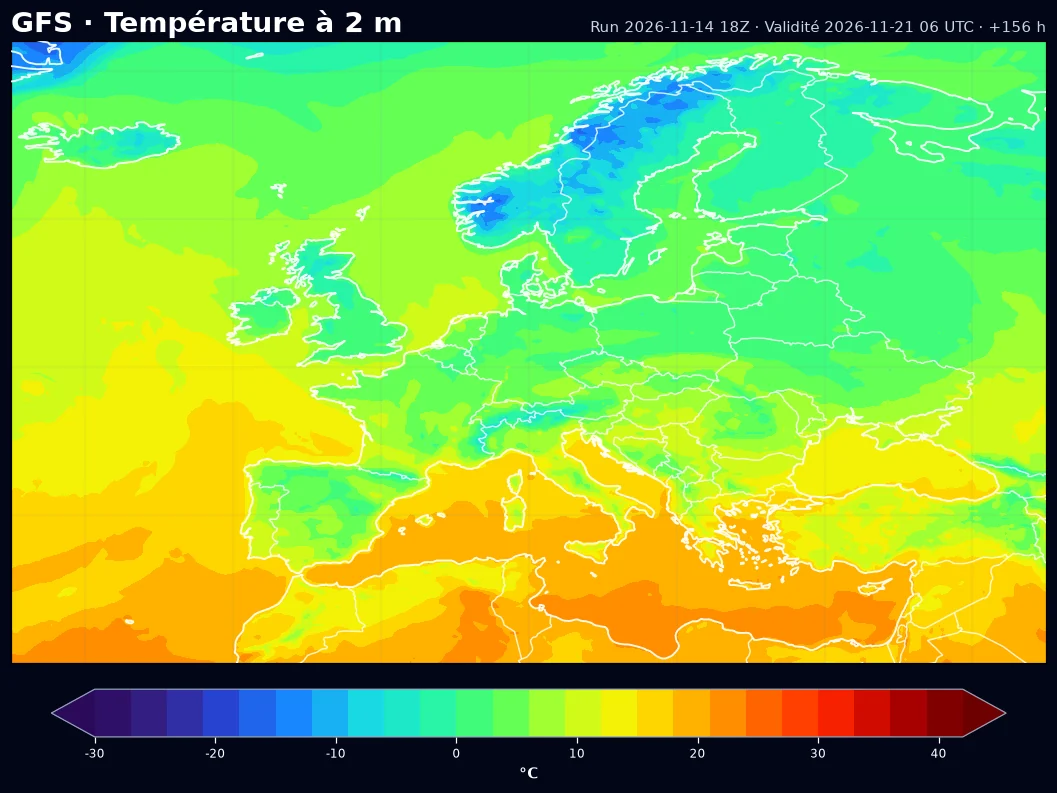 GFS · Température à 2 m
Run 2026-11-14 18Z · Validité 2026-11-21 06 UTC · +156 h
-30 -20 -10 0 10 20 30 40
°C